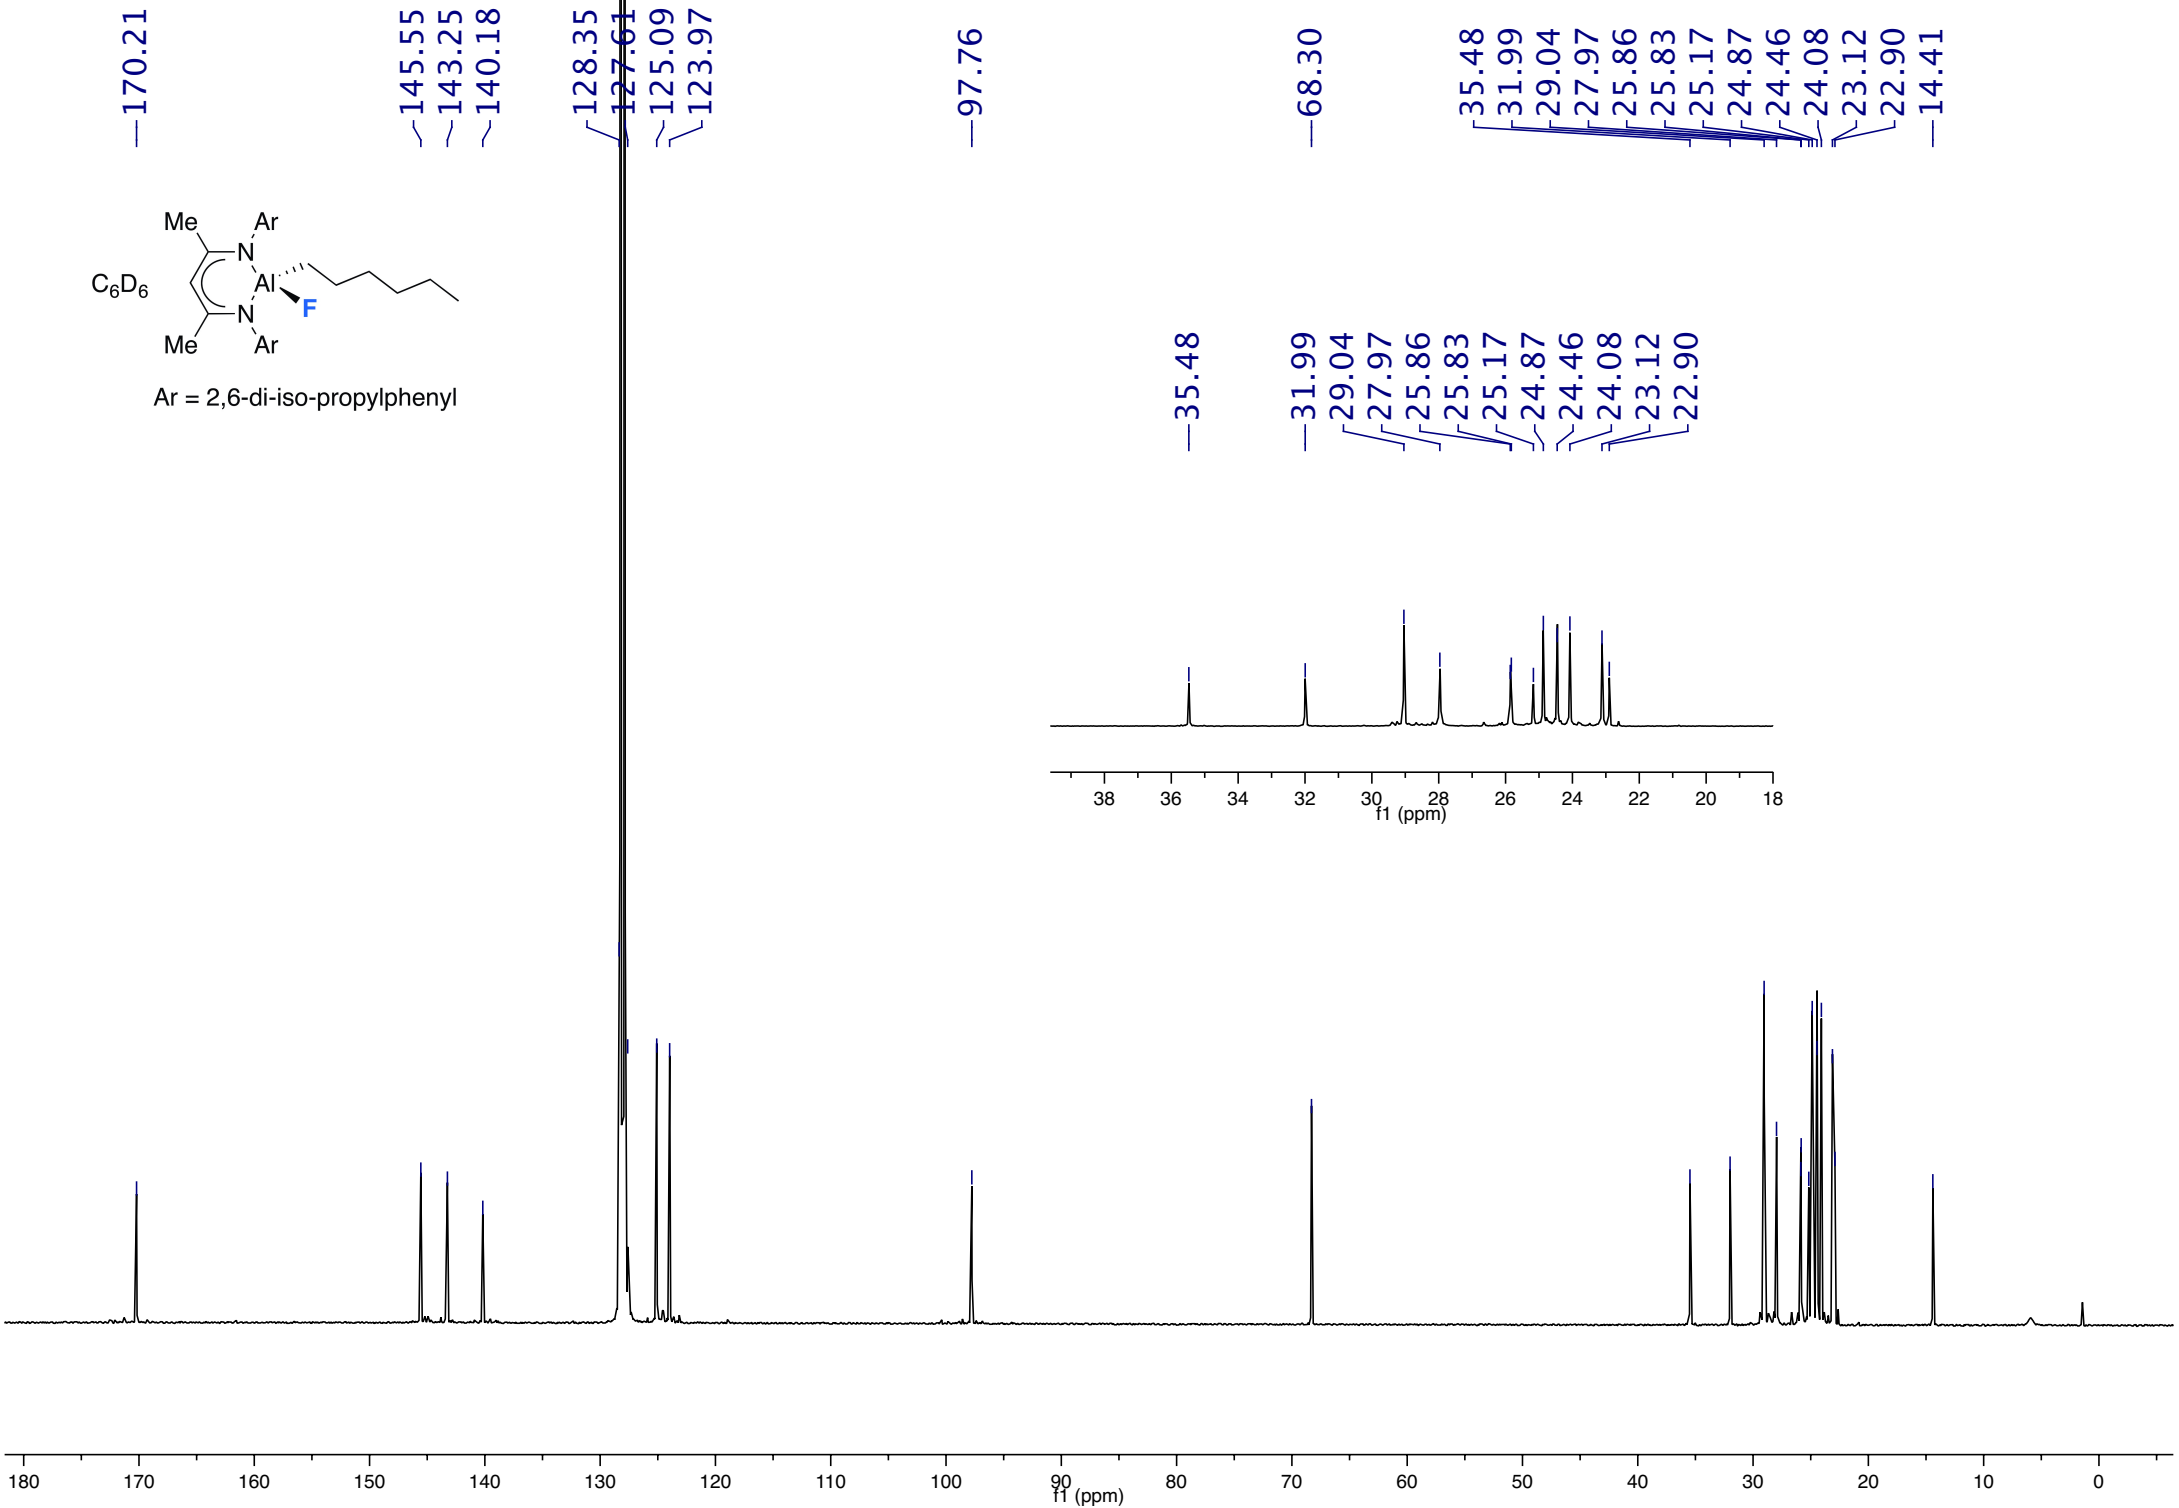 170.21
145.55
143.25
140.18
128.35
127.61
125.09
123.97
97.76
68.30
35.48
31.99
29.04
27.97
25.86
25.83
25.17
24.87
24.46
24.08
23.12
22.90
14.41
Me
Ar
N
C6D6
Al
F
N
Me
Ar
Ar = 2,6-di-iso-propylphenyl
35.48
31.99
29.04
27.97
25.86
25.83
25.17
24.87
24.46
24.08
23.12
22.90
38 36 34 32 30 28 26 24 22 20 18
f1 (ppm)
180 170 160 150 140 130 120 110 100 90 80 70 60 50 40 30 20 10 0
f1 (ppm)